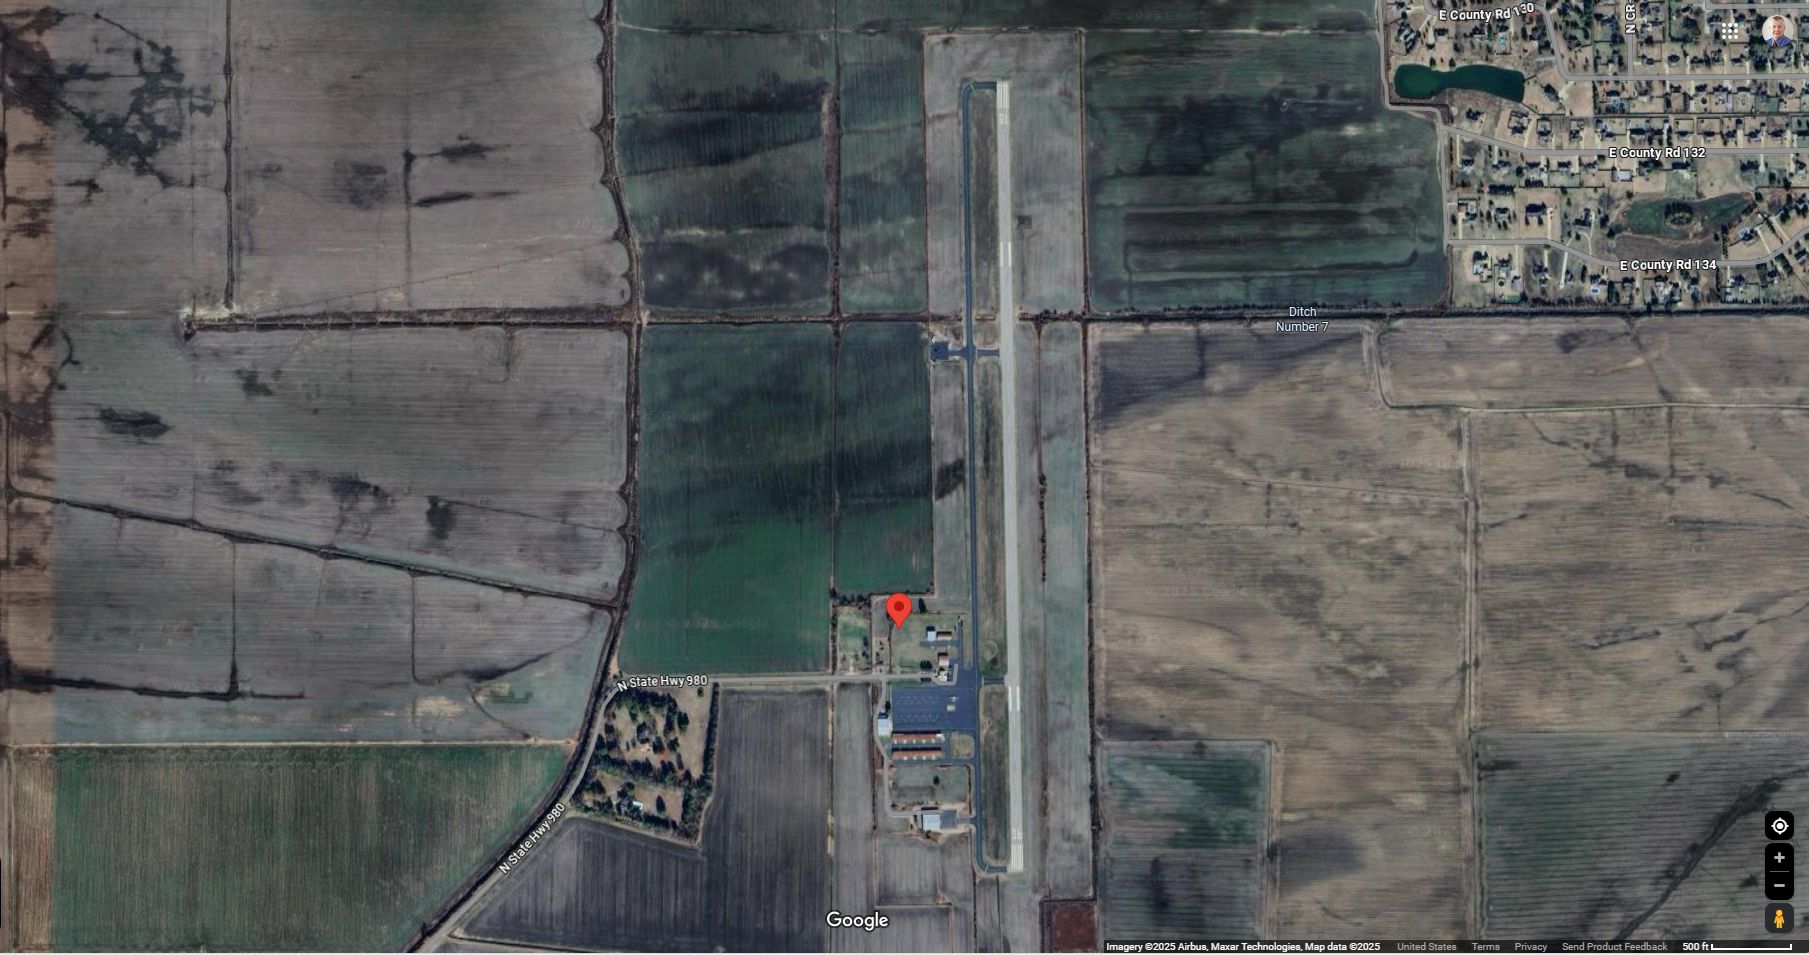 E County Rd 130
N CR
E County Rd 132
E County Rd 134
Ditch
Number 7
N State Hwy 980
N State Hwy 980
Google
Imagery ©2025 Airbus, Maxar Technologies, Map data ©2025 United States Terms Privacy Send Product Feedback 500 ft